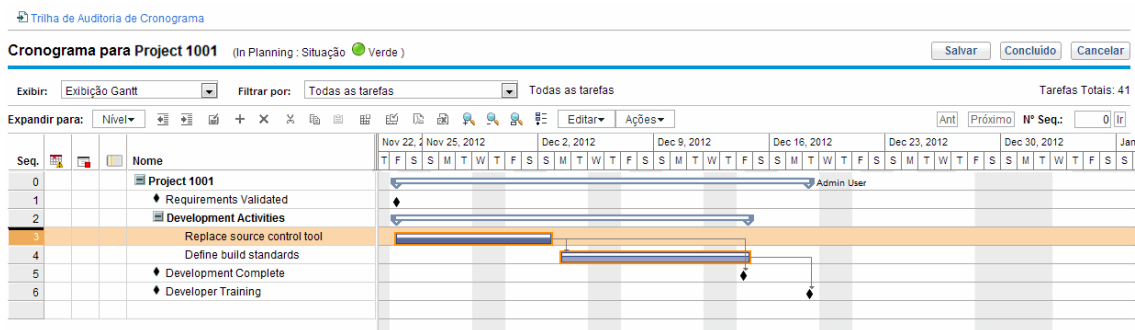 Trilha de Auditoria de Cronograma
Cronograma para Project 1001 (In Planning : Situação Verde )
Salvar Concluído Cancelar
Exibir: Exibição Gantt Filtrar por: Todas as tarefas Todas as tarefas Tarefas Totais: 41
Expandir para: Nível Editar Ações Ant Próximo Nº Seq.: 0 Ir
Nov 22, 2 Nov 25, 2012 Dec 2, 2012 Dec 9, 2012 Dec 16, 2012 Dec 23, 2012 Dec 30, 2012 Jan
Seq. Nome T F S S M T W T F S S M T W T F S S M T W T F S S M T W T F S S M T W T F S S M T W T F S S
0 Project 1001 Admin User
1 Requirements Validated
2 Development Activities
3 Replace source control tool
4 Define build standards
5 Development Complete
6 Developer Training